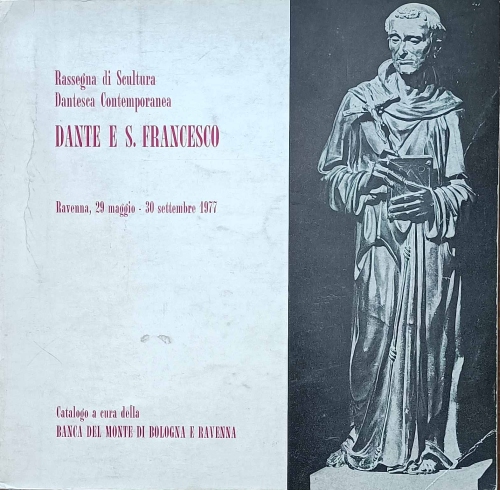 Rassegna di Scultura
Dantesca Contemporanea
DANTE E S. FRANCESCO
Ravenna, 29 maggio - 30 settembre 1977
Catalogo a cura della
BANCA DEL MONTE DI BOLOGNA E RAVENNA